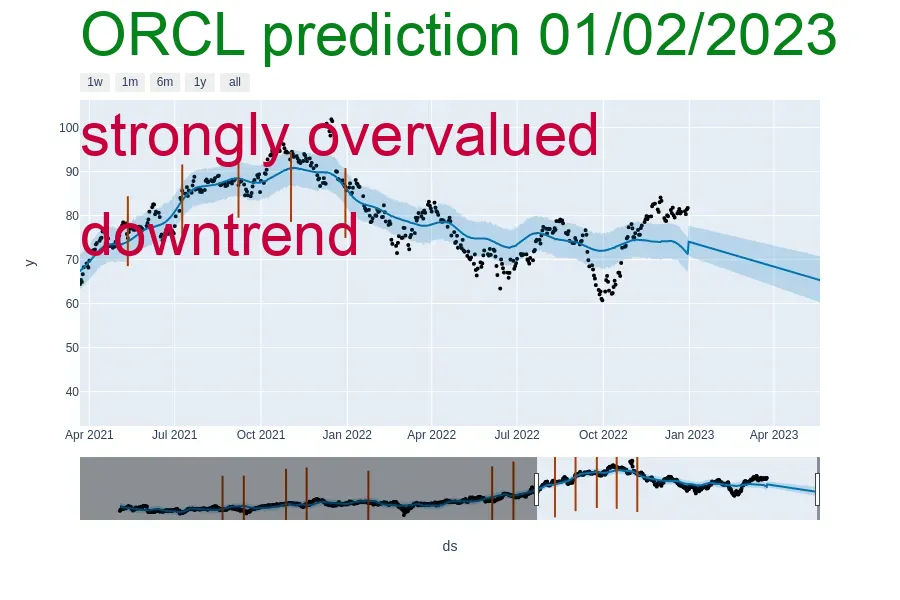 ORCL prediction 01/02/2023
1w 1m 6m 1y all
strongly overvalued
downtrend
100
90
80
70
60
50
40
y
Apr 2021 Jul 2021 Oct 2021 Jan 2022 Apr 2022 Jul 2022 Oct 2022 Jan 2023 Apr 2023
ds